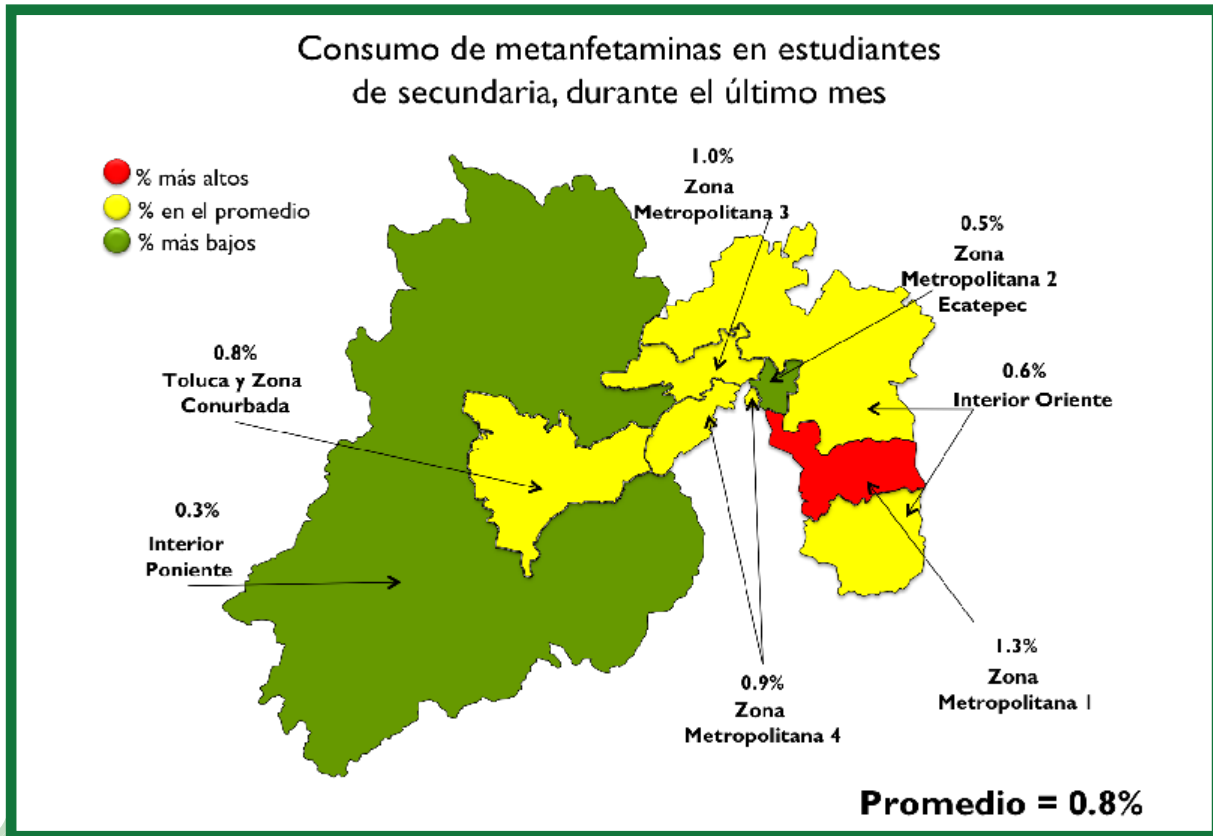 Consumo de metanfetaminas en estudiantes
de secundaria, durante el último mes
% más altos
% en el promedio
% más bajos
1.0%
Zona
Metropolitana 3
0.5%
Zona
Metropolitana 2
Ecatepec
0.8%
Toluca y Zona
Conurbada
0.6%
Interior Oriente
0.3%
Interior
Poniente
1.3%
Zona
Metropolitana 1
0.9%
Zona
Metropolitana 4
Promedio = 0.8%